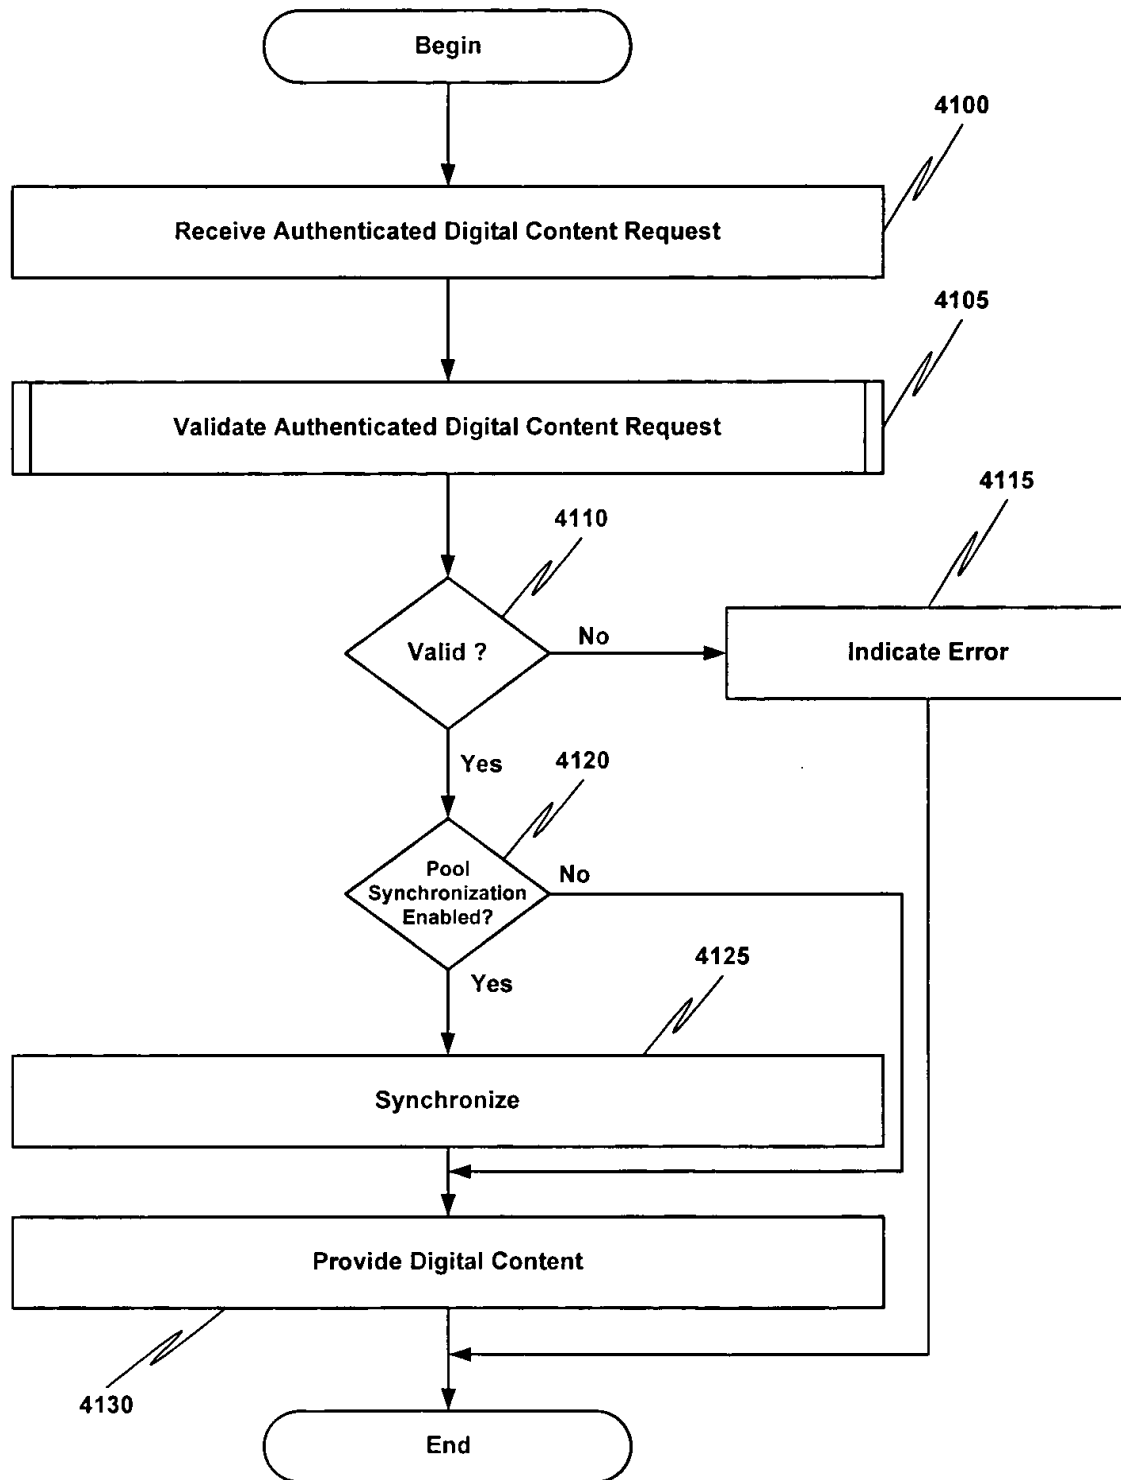 Begin
4100
Receive Authenticated Digital Content Request
4105
Validate Authenticated Digital Content Request
4110
4115
Valid ?
No
Indicate Error
Yes
4120
Pool
Synchronization
Enabled?
No
Yes
4125
Synchronize
Provide Digital Content
4130
End